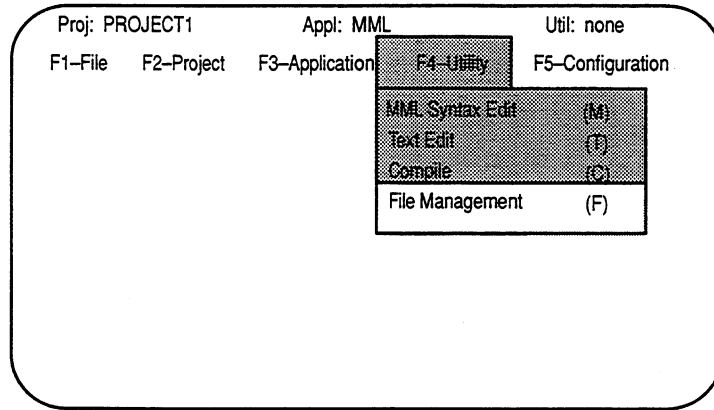 Proj: PROJECT1 Appl: MML Util: none
F1–File F2–Project F3–Application F4–Utility F5–Configuration
MML Syntax Edit (M)
Text Edit (T)
Compile (C)
File Management (F)